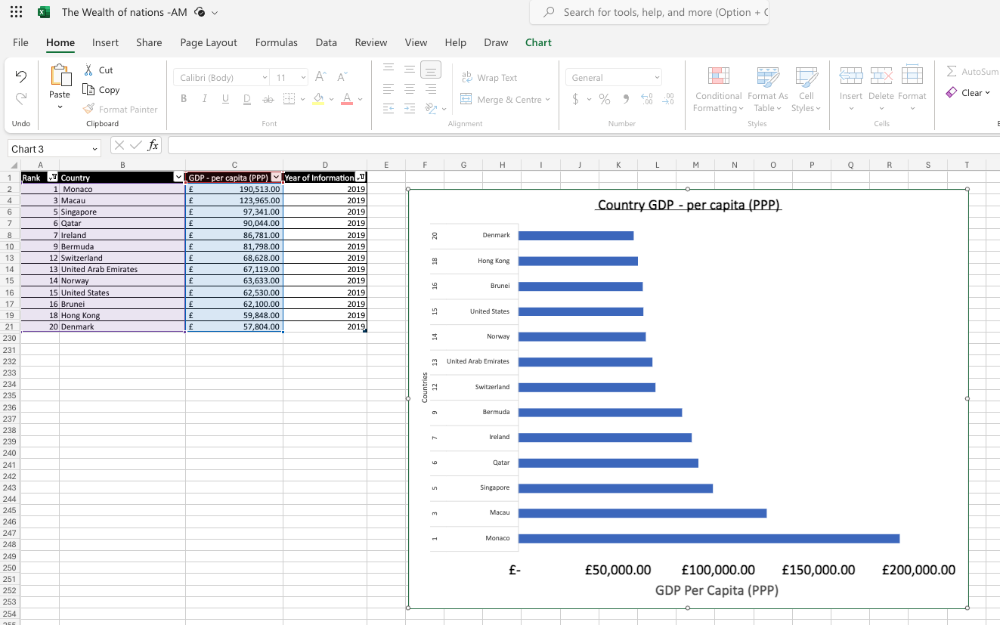 The Wealth of nations -AM
Search for tools, help, and more (Option +
File Home Insert Share Page Layout Formulas Data Review View Help Draw Chart
Paste
Cut
Copy
Format Painter
Undo
Clipboard
Calibri (Body) 11
B I U D ab A
Font
ab Wrap Text
Merge & Centre
Alignment
General
$ % 9 .00
Number
Conditional Formatting
Format As Table
Cell Styles
Styles
Insert Delete Format
Cells
AutoSum
Clear
Chart 3 fx
A B C D E F G H I J K L M N O P Q R S T
1 Rank Country GDP - per capita (PPP) Year of Information
2 1 Monaco £ 190,513.00 2019
4 3 Macau £ 123,965.00 2019
6 5 Singapore £ 97,341.00 2019
7 6 Qatar £ 90,044.00 2019
8 7 Ireland £ 86,781.00 2019
10 9 Bermuda £ 81,798.00 2019
13 12 Switzerland £ 68,628.00 2019
14 13 United Arab Emirates £ 67,119.00 2019
15 14 Norway £ 63,633.00 2019
16 15 United States £ 62,530.00 2019
17 16 Brunei £ 62,100.00 2019
19 18 Hong Kong £ 59,848.00 2019
21 20 Denmark £ 57,804.00 2019
230
231
232
233
234
235
236
237
238
239
240
241
242
243
244
245
246
247
248
249
250
251
252
253
254
255
Country GDP - per capita (PPP)
Countries
20 Denmark
18 Hong Kong
16 Brunei
15 United States
14 Norway
13 United Arab Emirates
12 Switzerland
9 Bermuda
7 Ireland
6 Qatar
5 Singapore
3 Macau
1 Monaco
£- £50,000.00 £100,000.00 £150,000.00 £200,000.00
GDP Per Capita (PPP)